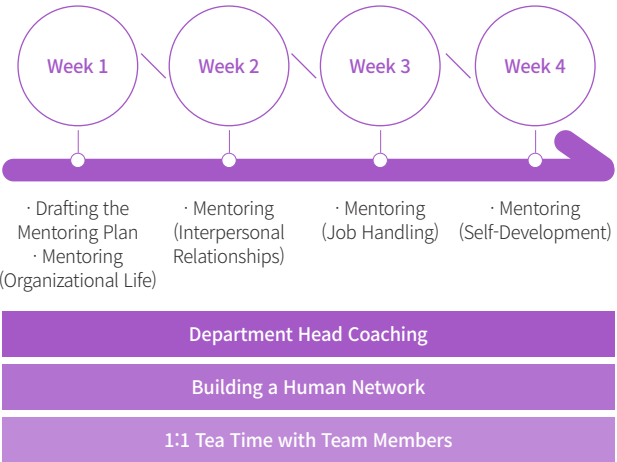 Week 1
Week 2
Week 3
Week 4
· Drafting the
Mentoring Plan
· Mentoring
(Organizational Life)
· Mentoring
(Interpersonal
Relationships)
· Mentoring
(Job Handling)
· Mentoring
(Self-Development)
Department Head Coaching
Building a Human Network
1:1 Tea Time with Team Members